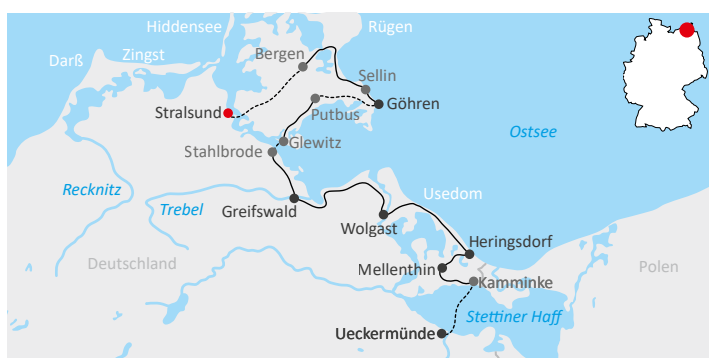 Hiddensee
Rügen
Darß
Zingst
Bergen
Sellin
Stralsund
Putbus
Göhren
Ostsee
Stahlbrode
Glewitz
Recknitz
Trebel
Usedom
Greifswald
Wolgast
Heringsdorf
Deutschland
Mellenthin
Polen
Kamminke
Stettiner Haff
Ueckermünde